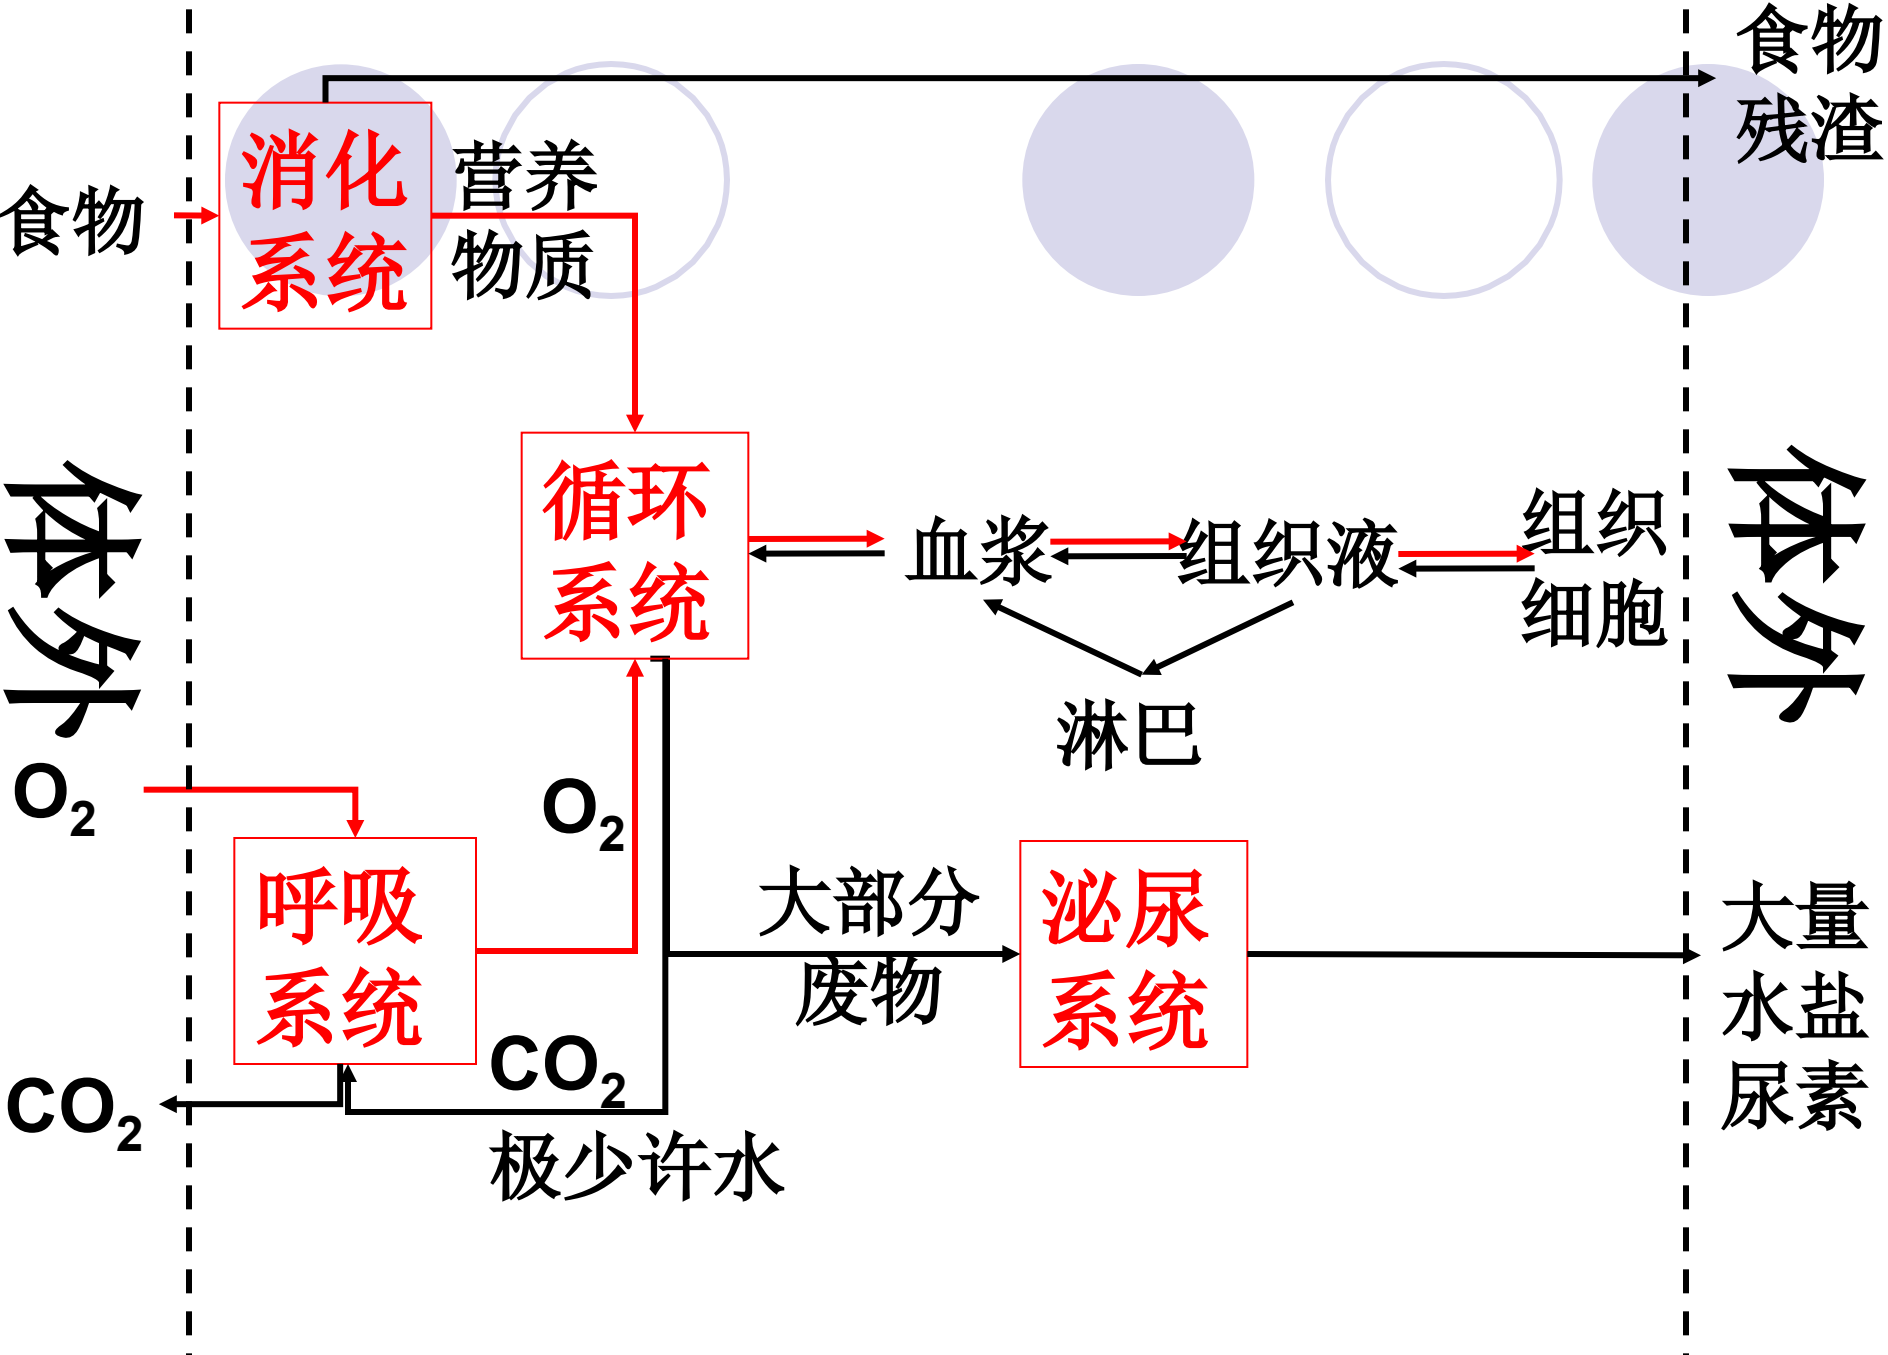 食物
残渣
消化
系统
营养
物质
食物
体外
体外
循环
系统
血浆
组织液
组织
细胞
淋巴
O2
O2
呼吸
系统
大部分
废物
泌尿
系统
大量
水盐
尿素
CO2
CO2
极少许水